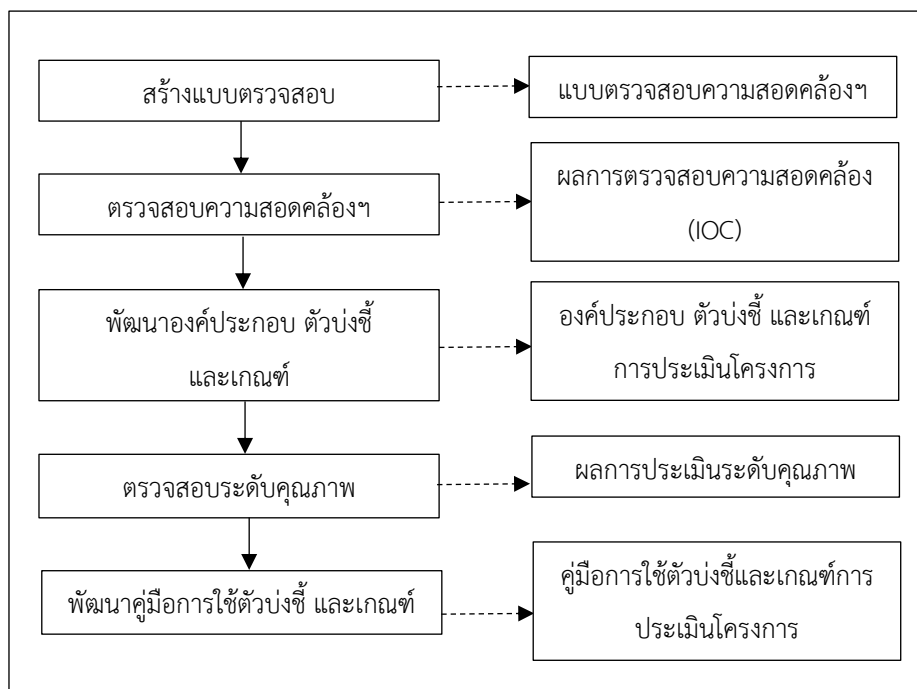 สร้างแบบตรวจสอบ
แบบตรวจสอบความสอดคล้องฯ
ตรวจสอบความสอดคล้องฯ
ผลการตรวจสอบความสอดคล้อง
(IOC)
พัฒนาองค์ประกอบ ตัวบ่งชี้
และเกณฑ์
องค์ประกอบ ตัวบ่งชี้ และเกณฑ์
การประเมินโครงการ
ตรวจสอบระดับคุณภาพ
ผลการประเมินระดับคุณภาพ
พัฒนาคู่มือการใช้ตัวบ่งชี้ และเกณฑ์
คู่มือการใช้ตัวบ่งชี้และเกณฑ์การ
ประเมินโครงการ